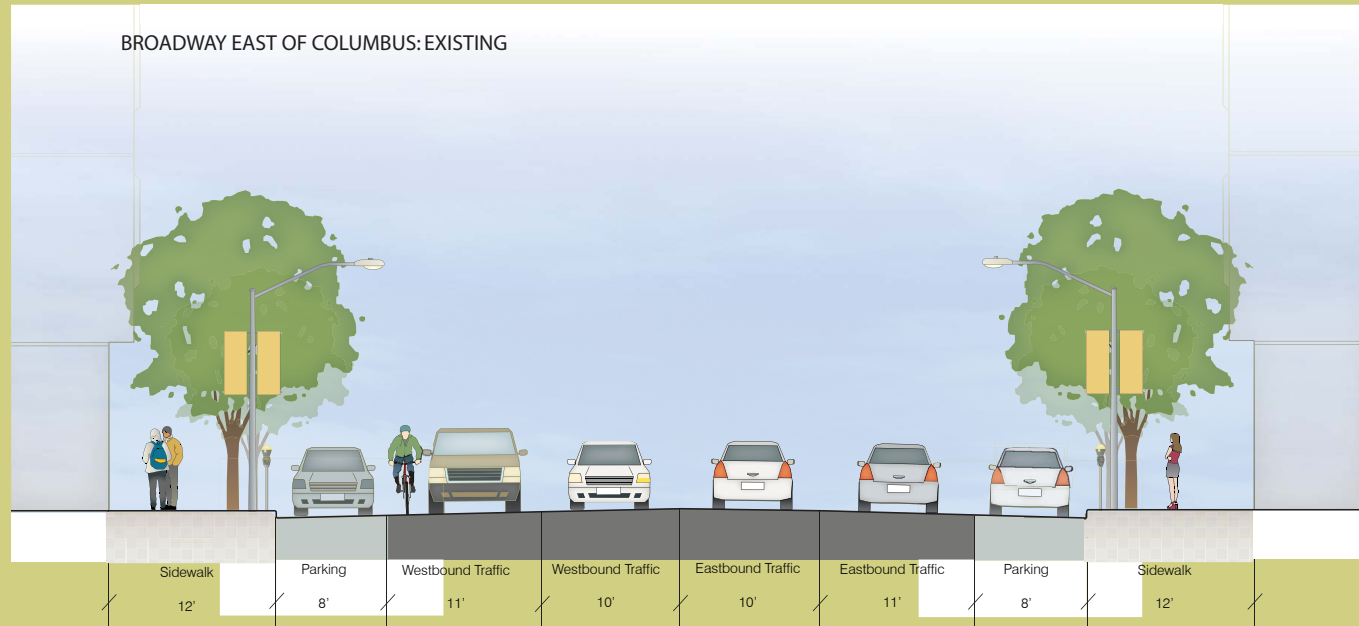 BROADWAY EAST OF COLUMBUS: EXISTING
Sidewalk Parking Westbound Traffic Westbound Traffic Eastbound Traffic Eastbound Traffic Parking Sidewalk
12' 8' 11' 10' 10' 11' 8' 12'